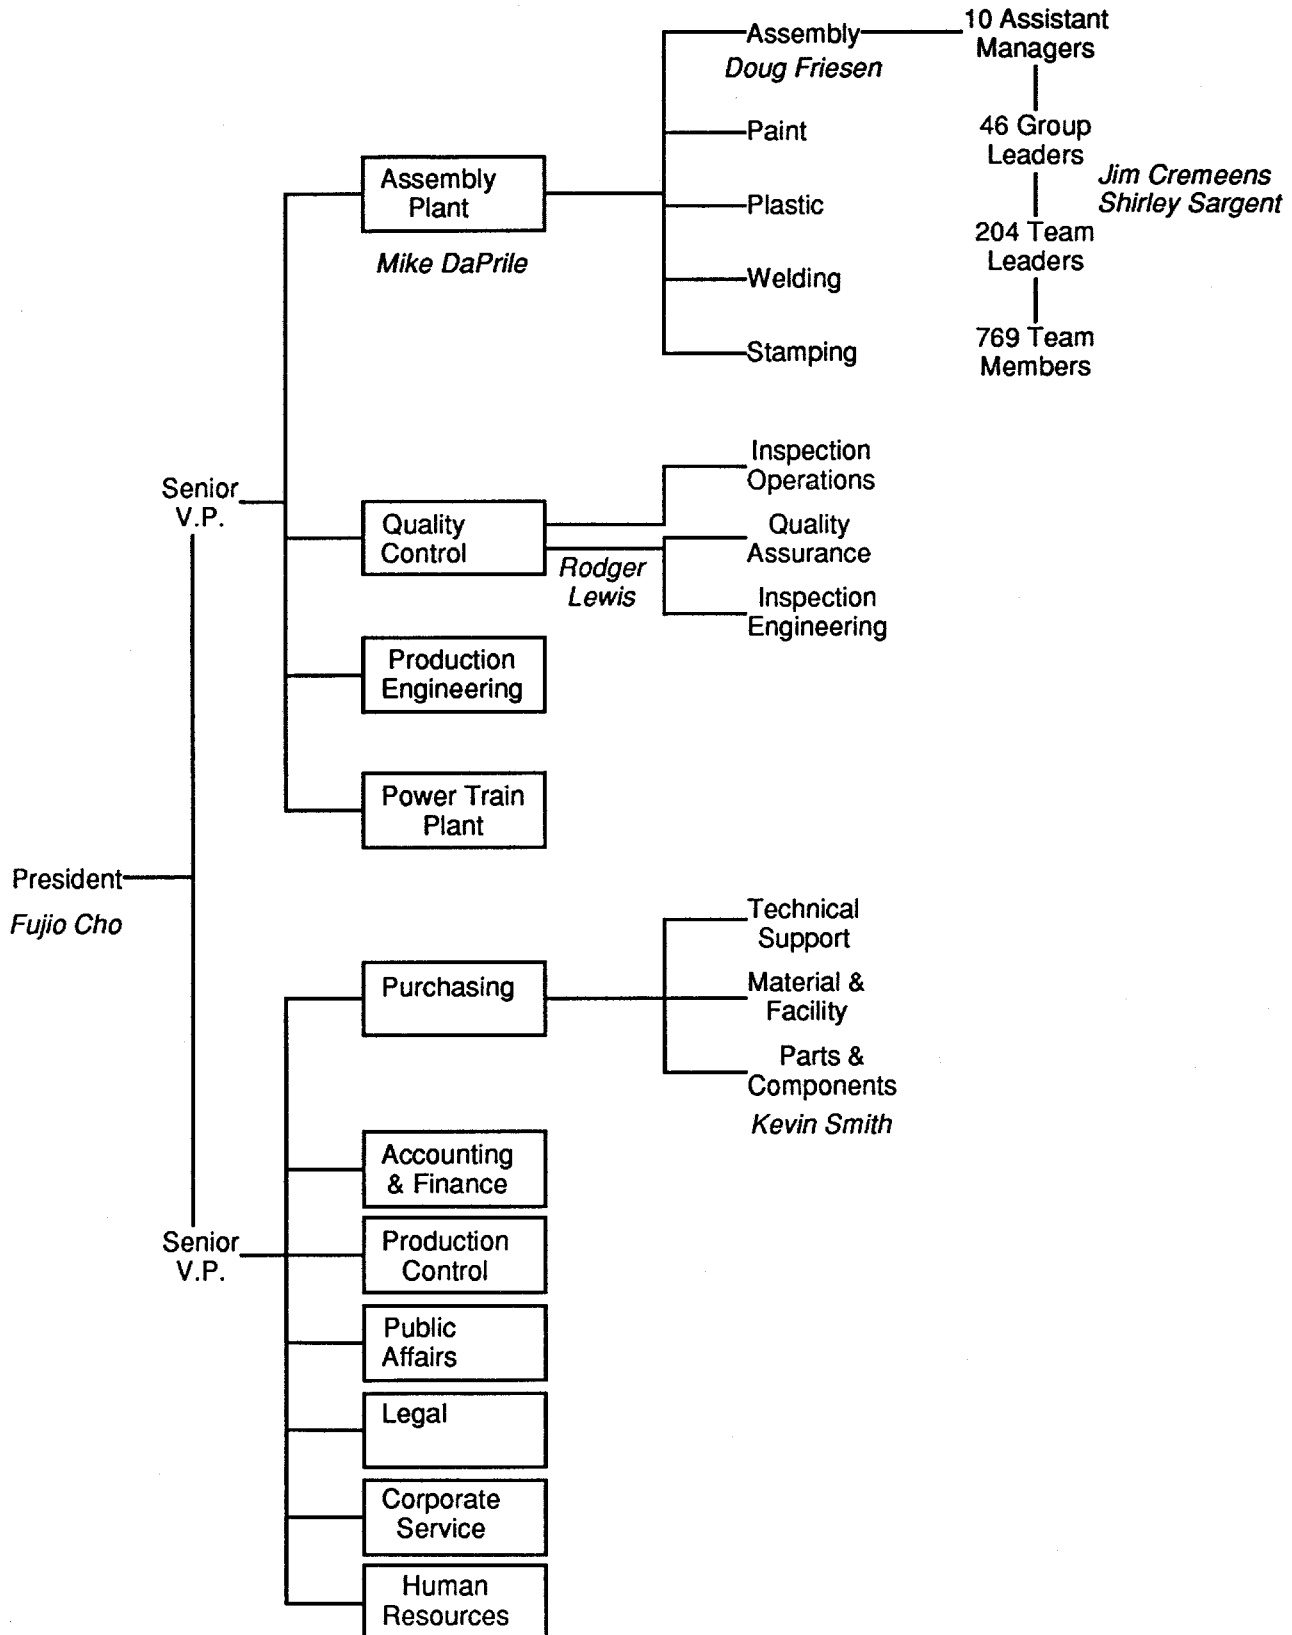 Assembly
Doug Friesen
10 Assistant
Managers
Paint
46 Group
Leaders
Assembly
Plant
Mike DaPrile
Plastic
Jim Cremeens
Shirley Sargent
204 Team
Leaders
Welding
Stamping
769 Team
Members
Senior
V.P.
Quality
Control
Rodger
Lewis
Inspection
Operations
Quality
Assurance
Inspection
Engineering
Production
Engineering
Power Train
Plant
President
Fujio Cho
Purchasing
Technical
Support
Material &
Facility
Parts &
Components
Kevin Smith
Accounting
& Finance
Senior
V.P.
Production
Control
Public
Affairs
Legal
Corporate
Service
Human
Resources